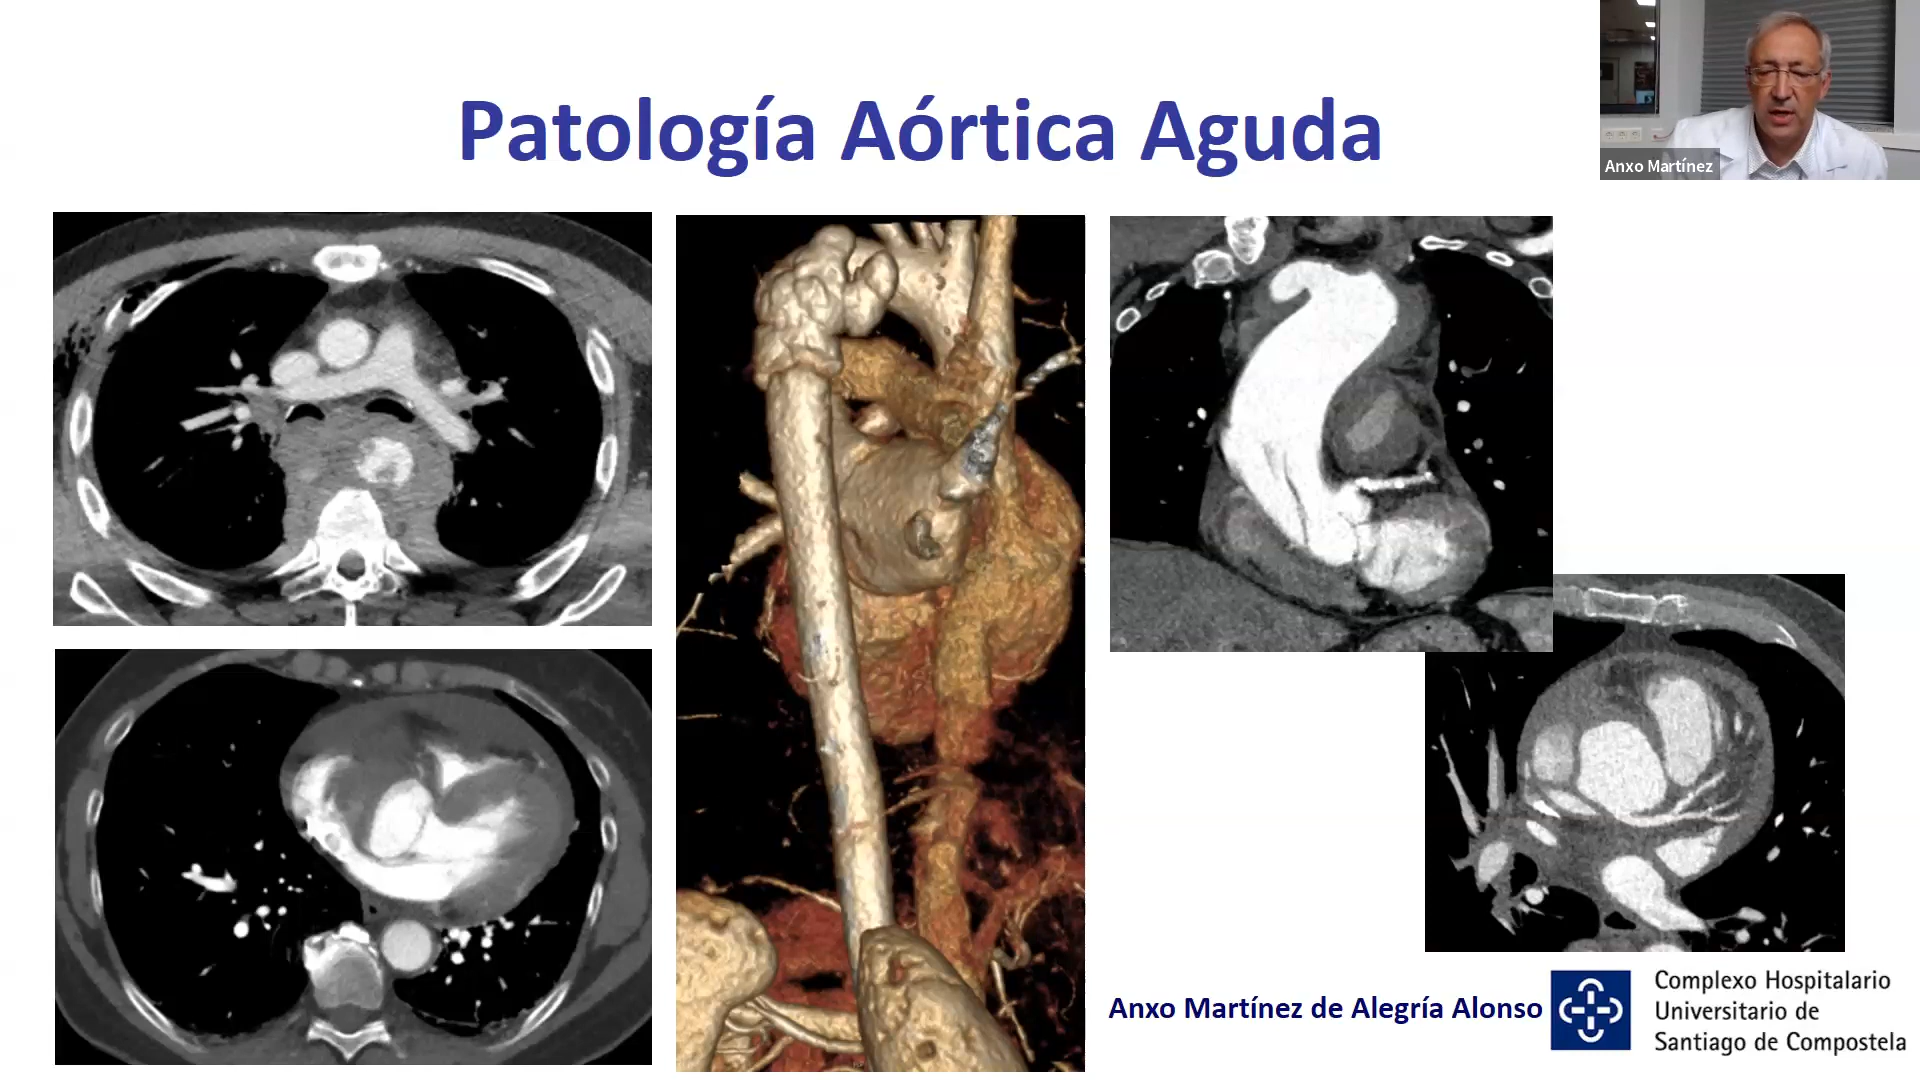 Patología Aórtica Aguda
Anxo Martínez
Anxo Martínez de Alegría Alonso
Complexo Hospitalario
Universitario de
Santiago de Compostela